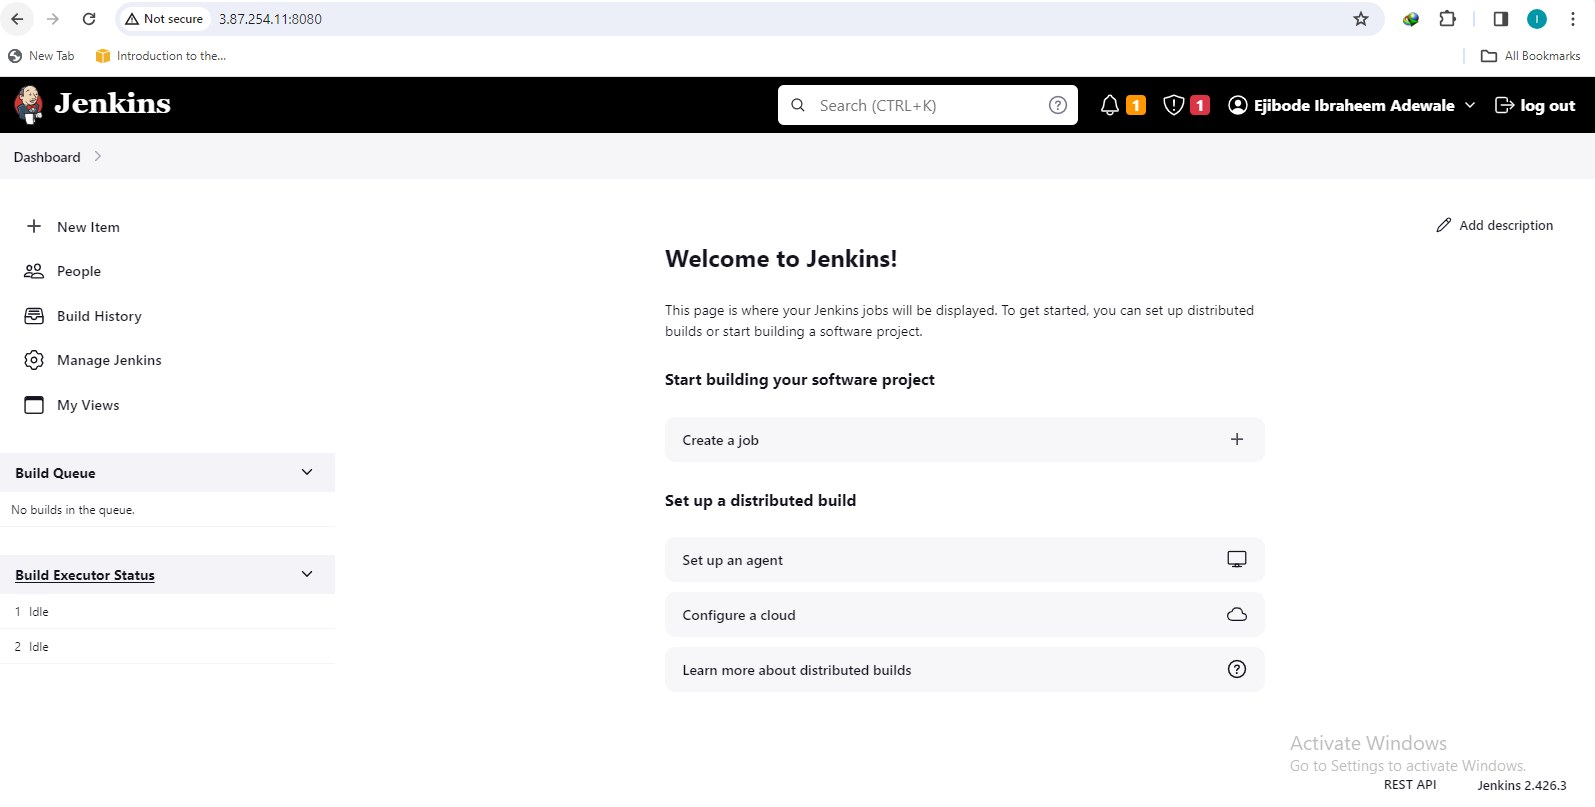 Not secure 3.87.254.11:8080
I
New Tab Introduction to the... All Bookmarks
Jenkins Search (CTRL+K) 1 1 Ejibode Ibraheem Adewale log out
Dashboard
New Item
People
Build History
Manage Jenkins
My Views
Build Queue
No builds in the queue.
Build Executor Status
1 Idle
2 Idle
Add description
Welcome to Jenkins!
This page is where your Jenkins jobs will be displayed. To get started, you can set up distributed
builds or start building a software project.
Start building your software project
Create a job
Set up a distributed build
Set up an agent
Configure a cloud
Learn more about distributed builds
Activate Windows
Go to Settings to activate Windows.
REST API Jenkins 2.426.3